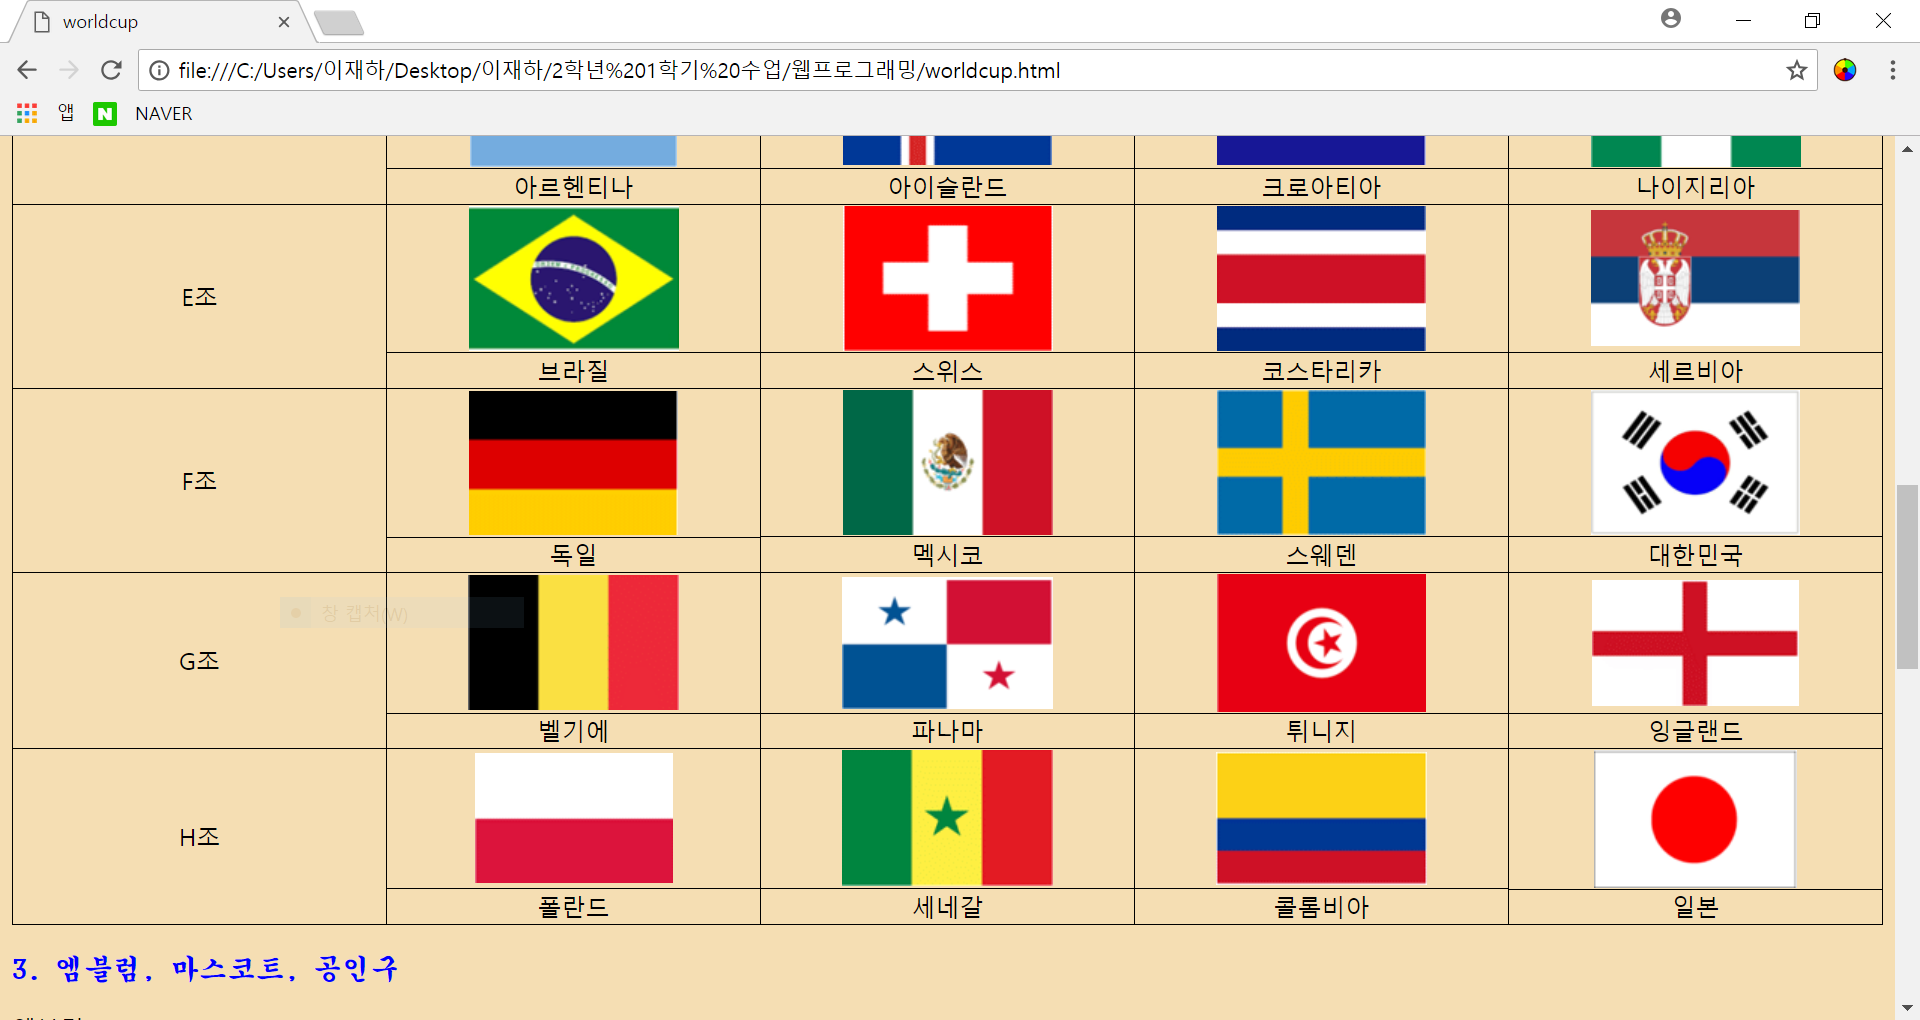 worldcup
file:///C:/Users/이재하/Desktop/이재하/2학년%201학기%20수업/웹프로그래밍/worldcup.html
앱 N NAVER
아르헨티나 아이슬란드 크로아티아 나이지리아
E조
브라질 스위스 코스타리카 세르비아
F조
독일 멕시코 스웨덴 대한민국
창 캡처(W)
G조
벨기에 파나마 튀니지 잉글랜드
H조
폴란드 세네갈 콜롬비아 일본
3. 엠블럼, 마스코트, 공인구